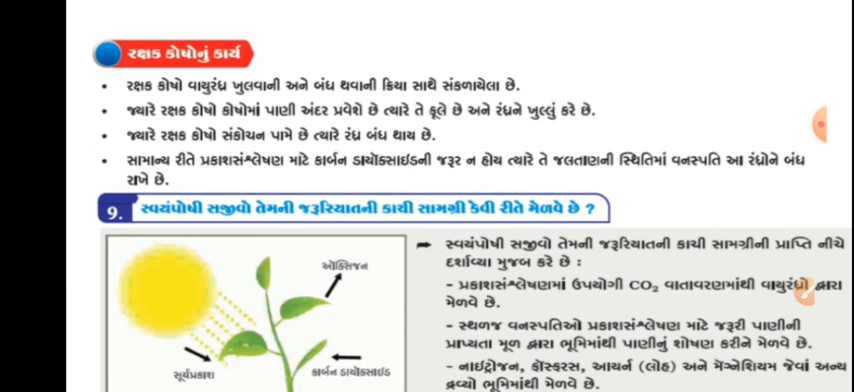 રક્ષક કોષોનું કાર્ય
• રક્ષક કોષો વાયુરંધ્ર ખુલવાની અને બંધ થવાની ક્રિયા સાથે સંકળાયેલા છે.
• જ્યારે રક્ષક કોષો કોષોમાં પાણી અંદર પ્રવેશે છે ત્યારે તે ફૂલે છે અને રંધ્રને ખુલ્લું કરે છે.
• જ્યારે રક્ષક કોષો સંકોચન પામે છે ત્યારે રંધ્ર બંધ થાય છે.
• સામાન્ય રીતે પ્રકાશસંશ્લેષણ માટે કાર્બન ડાયૉક્સાઇડની જરૂર ન હોય ત્યારે તે જલતાણની સ્થિતિમાં વનસ્પતિ આ રંધ્રોને બંધ
રાખે છે.
9. સ્વયંપોષી સજીવો તેમની જરૂરિયાતની કાચી સામગ્રી કેવી રીતે મેળવે છે ?
ઑક્સિજન
સૂર્યપ્રકાશ
કાર્બન ડાયૉક્સાઇડ
➡ સ્વયંપોષી સજીવો તેમની જરૂરિયાતની કાચી સામગ્રીની પ્રાપ્તિ નીચે
દર્શાવ્યા મુજબ કરે છે :
– પ્રકાશસંશ્લેષણમાં ઉપયોગી CO₂ વાતાવરણમાંથી વાયુરંધ્રો દ્વારા
મેળવે છે.
– સ્થળજ વનસ્પતિઓ પ્રકાશસંશ્લેષણ માટે જરૂરી પાણીની
પ્રાપ્યતા મૂળ દ્વારા ભૂમિમાંથી પાણીનું શોષણ કરીને મેળવે છે.
– નાઇટ્રોજન, ફૉસ્ફરસ, આયર્ન (લોહ) અને મૅગ્નેશિયમ જેવાં અન્ય
દ્રવ્યો ભૂમિમાંથી મેળવે છે.